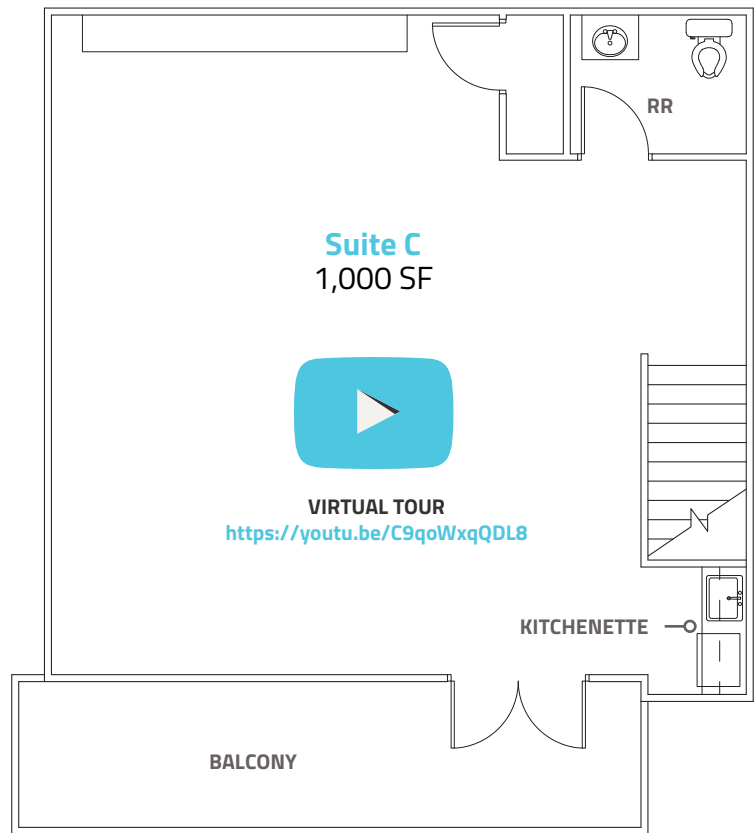 RR
Suite C
1,000 SF
VIRTUAL TOUR
https://youtu.be/C9qoWxqQDL8
KITCHENETTE
BALCONY